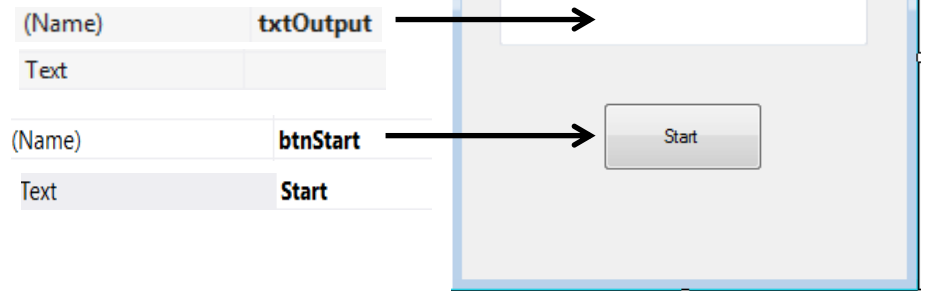 (Name) txtOutput
Text
(Name) btnStart
Start
Text Start